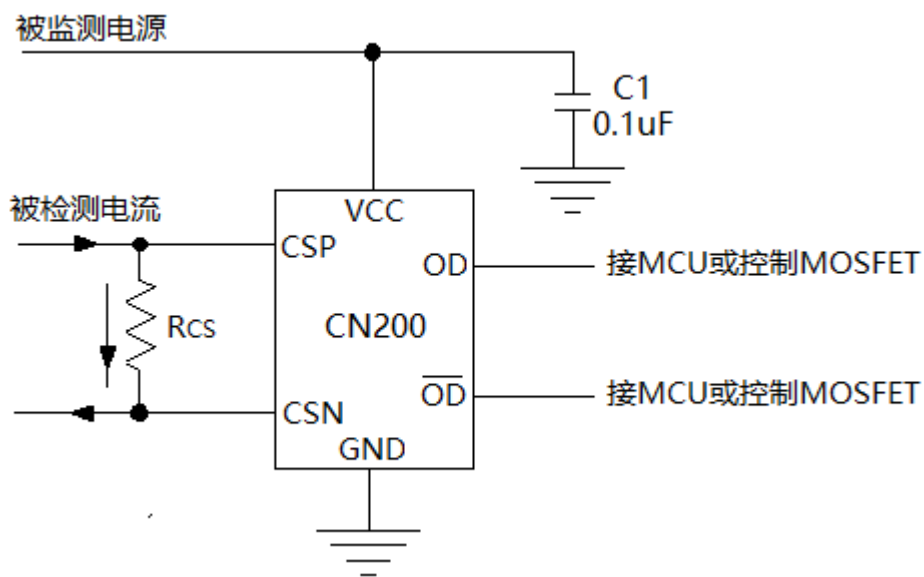 被监测电源
C1
0.1uF
被检测电流
VCC
CSP
OD
接MCU或控制MOSFET
RCS
CN200
CSN
O̅D̅
接MCU或控制MOSFET
GND